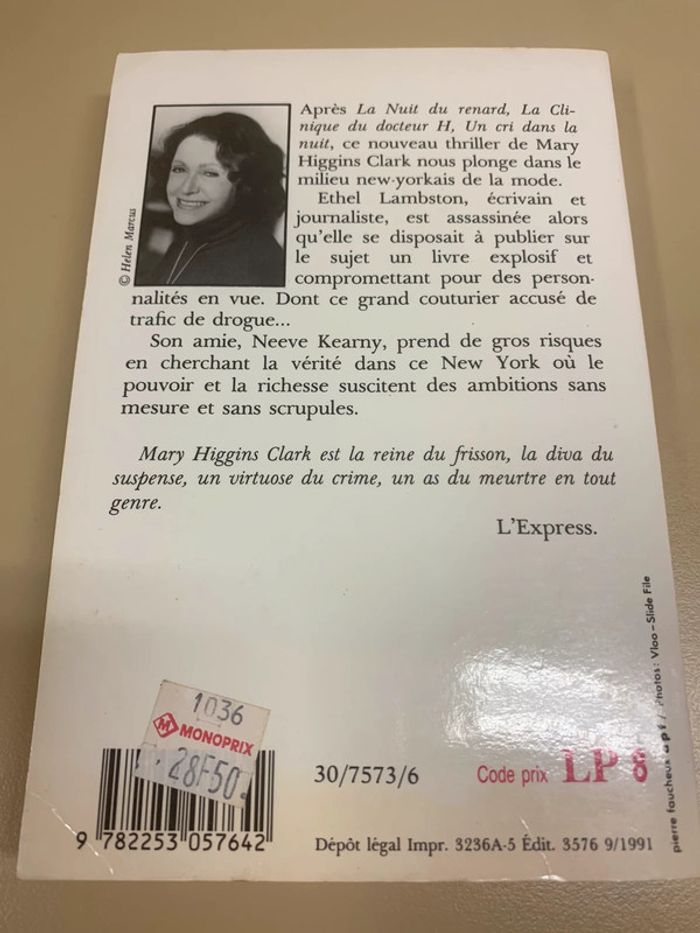 Après La Nuit du renard, La Cli-
nique du docteur H, Un cri dans la
nuit, ce nouveau thriller de Mary
Higgins Clark nous plonge dans le
milieu new-yorkais de la mode.
Ethel Lambston, écrivain et
journaliste, est assassinée alors
qu'elle se disposait à publier sur
le sujet un livre explosif et
compromettant pour des person-
nalités en vue. Dont ce grand couturier accusé de
trafic de drogue...
Son amie, Neeve Kearny, prend de gros risques
en cherchant la vérité dans ce New York où le
pouvoir et la richesse suscitent des ambitions sans
mesure et sans scrupules.
© Helen Marcus
Mary Higgins Clark est la reine du frisson, la diva du
suspense, un virtuose du crime, un as du meurtre en tout
genre.
L'Express.
1036
M MONOPRIX
28F50
30/7573/6
Code prix LP 8
9 782253 057642
Dépôt légal Impr. 3236A-5 Édit. 3576 9/1991
pierre faucheux apf / Photos : Vloo - Slide File